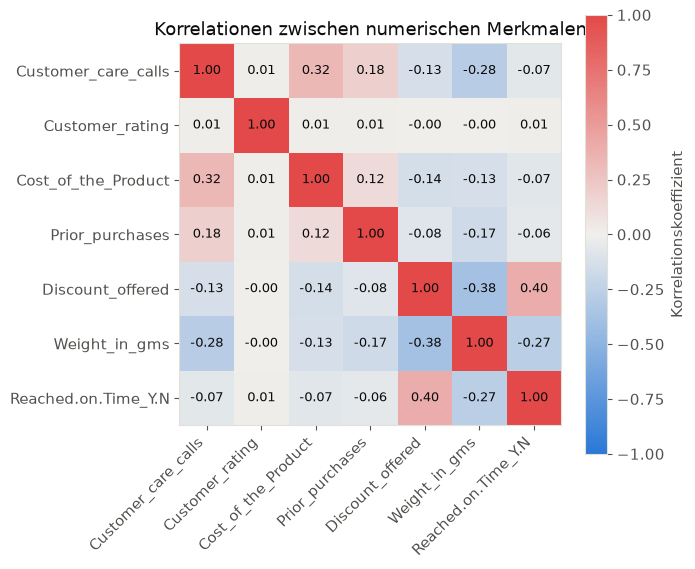 Korrelationen zwischen numerischen Merkmalen
Customer_care_calls 1.00 0.01 0.32 0.18 -0.13 -0.28 -0.07
Customer_rating 0.01 1.00 0.01 0.01 -0.00 -0.00 0.01
Cost_of_the_Product 0.32 0.01 1.00 0.12 -0.14 -0.13 -0.07
Prior_purchases 0.18 0.01 0.12 1.00 -0.08 -0.17 -0.06
Discount_offered -0.13 -0.00 -0.14 -0.08 1.00 -0.38 0.40
Weight_in_gms -0.28 -0.00 -0.13 -0.17 -0.38 1.00 -0.27
Reached.on.Time_Y.N -0.07 0.01 -0.07 -0.06 0.40 -0.27 1.00
Customer_care_calls
Customer_rating
Cost_of_the_Product
Prior_purchases
Discount_offered
Weight_in_gms
Reached.on.Time_Y.N
1.00
0.75
0.50
0.25
0.00
−0.25
−0.50
−0.75
−1.00
Korrelationskoeffizient